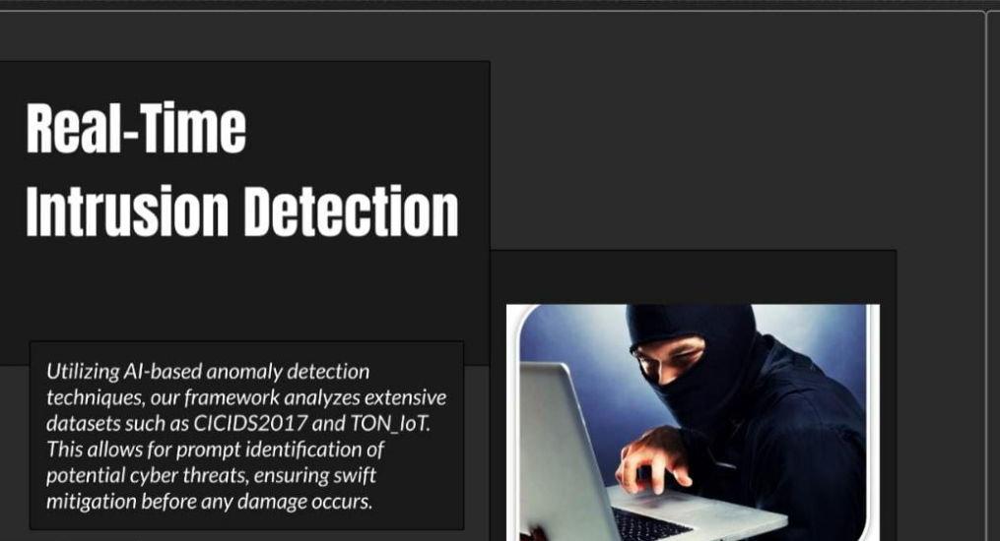 Real-Time
Intrusion Detection
Utilizing AI-based anomaly detection
techniques, our framework analyzes extensive
datasets such as CICIDS2017 and TON_IoT.
This allows for prompt identification of
potential cyber threats, ensuring swift
mitigation before any damage occurs.